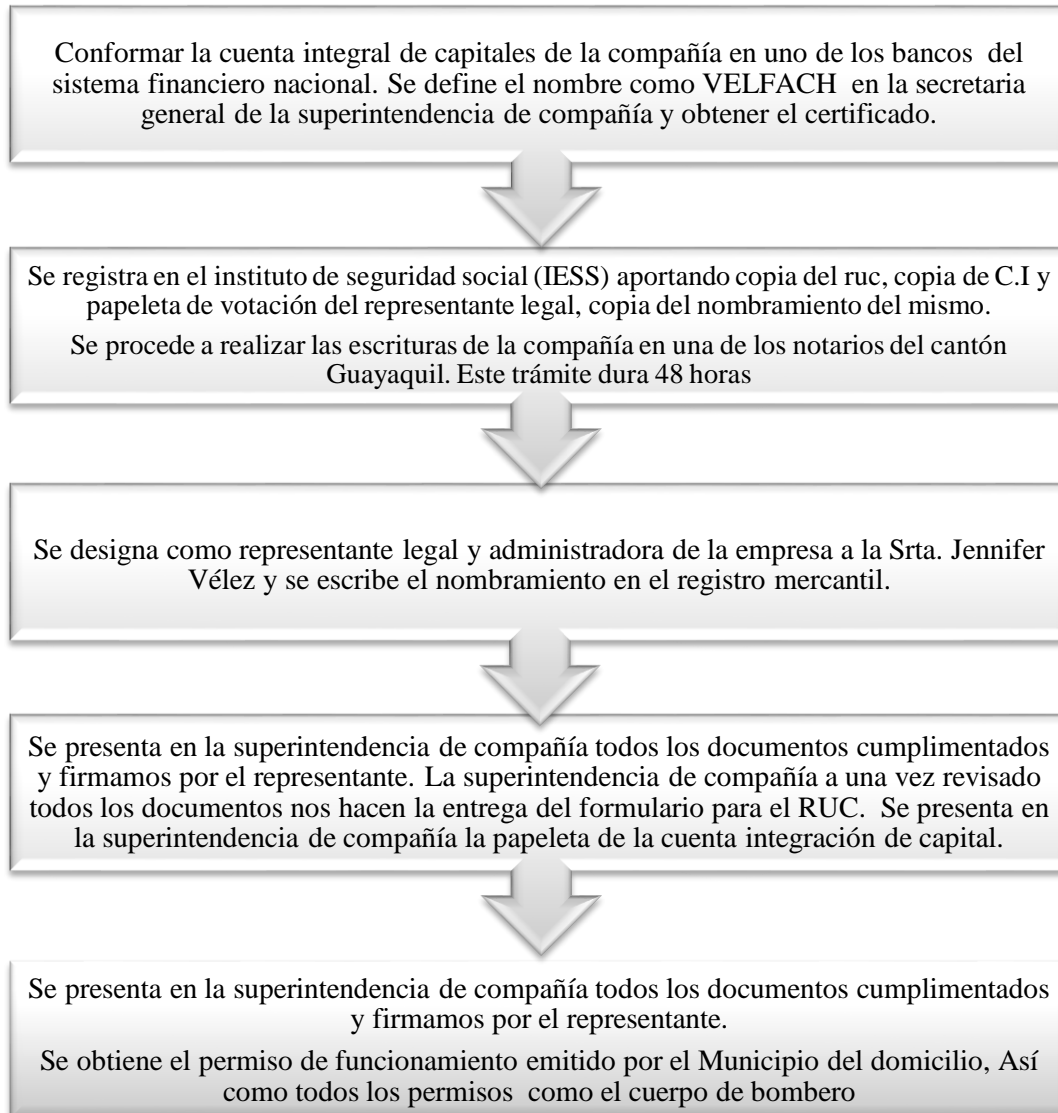 Conformar la cuenta integral de capitales de la compañía en uno de los bancos del
sistema financiero nacional. Se define el nombre como VELFACH en la secretaria
general de la superintendencia de compañía y obtener el certificado.
Se registra en el instituto de seguridad social (IESS) aportando copia del ruc, copia de C.I y
papeleta de votación del representante legal, copia del nombramiento del mismo.
Se procede a realizar las escrituras de la compañía en una de los notarios del cantón
Guayaquil. Este trámite dura 48 horas
Se designa como representante legal y administradora de la empresa a la Srta. Jennifer
Vélez y se escribe el nombramiento en el registro mercantil.
Se presenta en la superintendencia de compañía todos los documentos cumplimentados
y firmamos por el representante. La superintendencia de compañía a una vez revisado
todos los documentos nos hacen la entrega del formulario para el RUC. Se presenta en
la superintendencia de compañía la papeleta de la cuenta integración de capital.
Se presenta en la superintendencia de compañía todos los documentos cumplimentados
y firmamos por el representante.
Se obtiene el permiso de funcionamiento emitido por el Municipio del domicilio, Así
como todos los permisos como el cuerpo de bombero